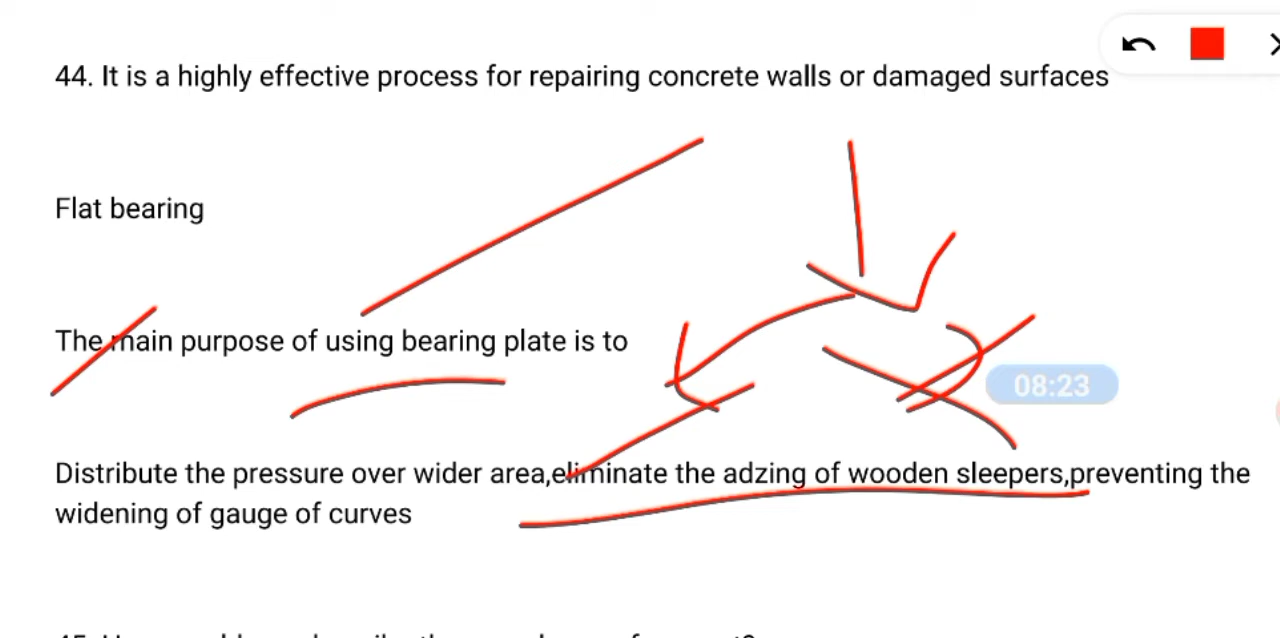 44. It is a highly effective process for repairing concrete walls or damaged surfaces
Flat bearing
The main purpose of using bearing plate is to
08:23
Distribute the pressure over wider area,eliminate the adzing of wooden sleepers,preventing the
widening of gauge of curves